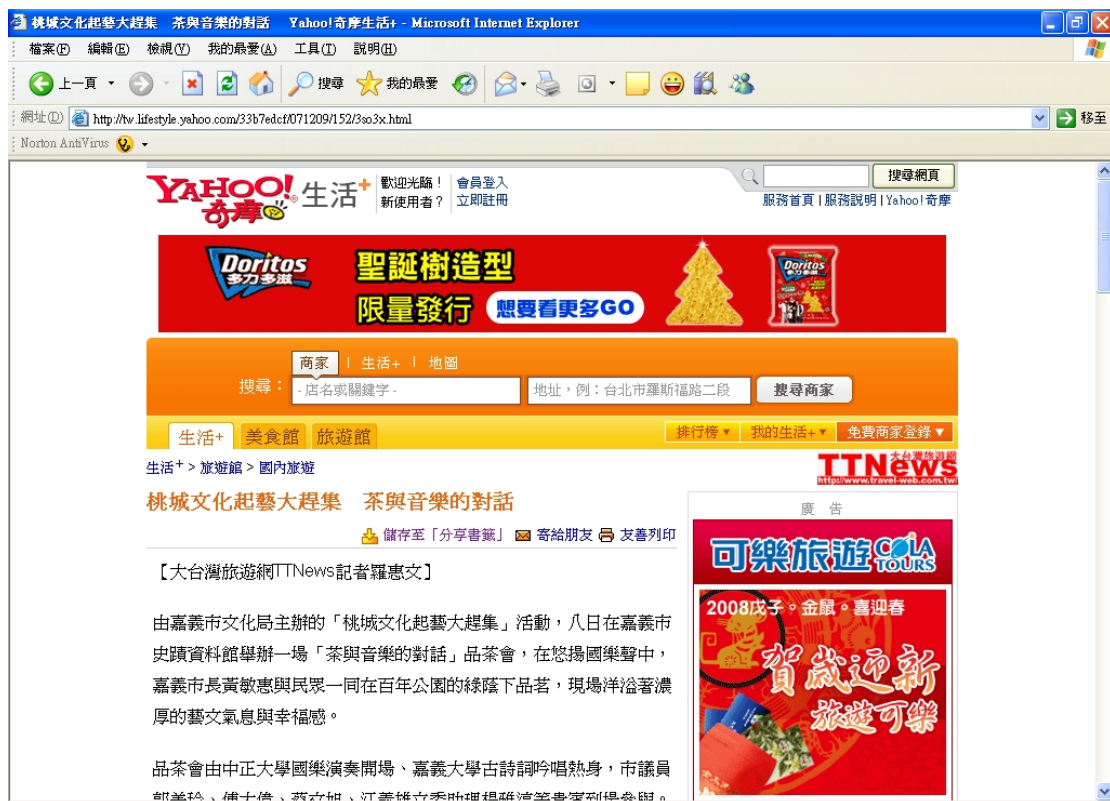 桃城文化起藝大趕集　茶與音樂的對話　Yahoo!奇摩生活+ - Microsoft Internet Explorer
檔案(F) 編輯(E) 檢視(V) 我的最愛(A) 工具(T) 說明(H)
上一頁 搜尋 我的最愛
網址(D) http://tw.lifestyle.yahoo.com/33b7edcf/071209/152/3so3x.html 移至
Norton AntiVirus
YAHOO!奇摩 生活+ 歡迎光臨！ 會員登入 搜尋網頁
新使用者？ 立即註冊 服務首頁 | 服務說明 | Yahoo!奇摩
Doritos 多力多滋 聖誕樹造型
限量發行 想要看更多GO
Doritos 多力多滋
商家 | 生活+ | 地圖
搜尋： - 店名或關鍵字 - 地址，例：台北市羅斯福路二段 搜尋商家
生活+ 美食館 旅遊館 排行榜▼ 我的生活+▼ 免費商家登錄▼
生活+ > 旅遊館 > 國內旅遊
大台灣旅遊網
TTNews
http://www.travel-web.com.tw
桃城文化起藝大趕集　茶與音樂的對話
廣 告
儲存至「分享書籤」 寄給朋友 友善列印
可樂旅遊 COLA TOURS
【大台灣旅遊網TTNews記者羅惠文】
2008戊子。金鼠。喜迎春
賀歲迎新
旅遊可樂
由嘉義市文化局主辦的「桃城文化起藝大趕集」活動，八日在嘉義市
史蹟資料館舉辦一場「茶與音樂的對話」品茶會，在悠揚國樂聲中，
嘉義市長黃敏惠與民眾一同在百年公園的綠蔭下品茗，現場洋溢著濃
厚的藝文氣息與幸福感。
品茶會由中正大學國樂演奏開場、嘉義大學古詩詞吟唱熱身，市議員